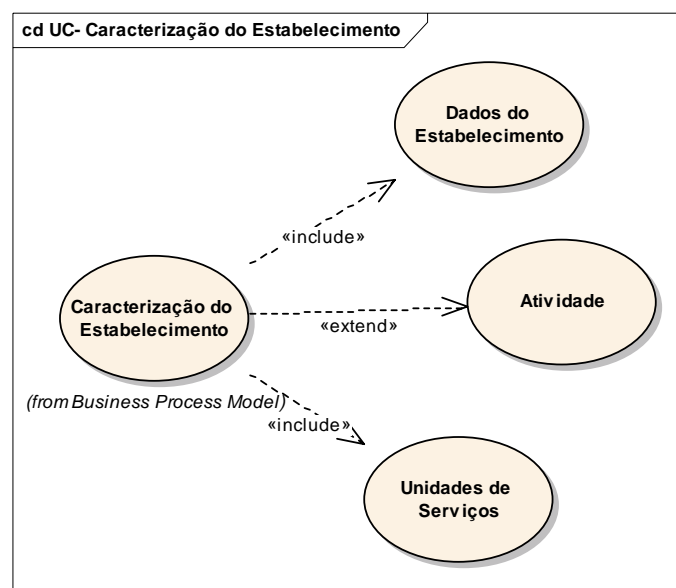 cd UC- Caracterização do Estabelecimento
Dados do
Estabelecimento
«include»
Caracterização do
Estabelecimento
(from Business Process Model)
«extend»
Atividade
«include»
Unidades de
Serviços